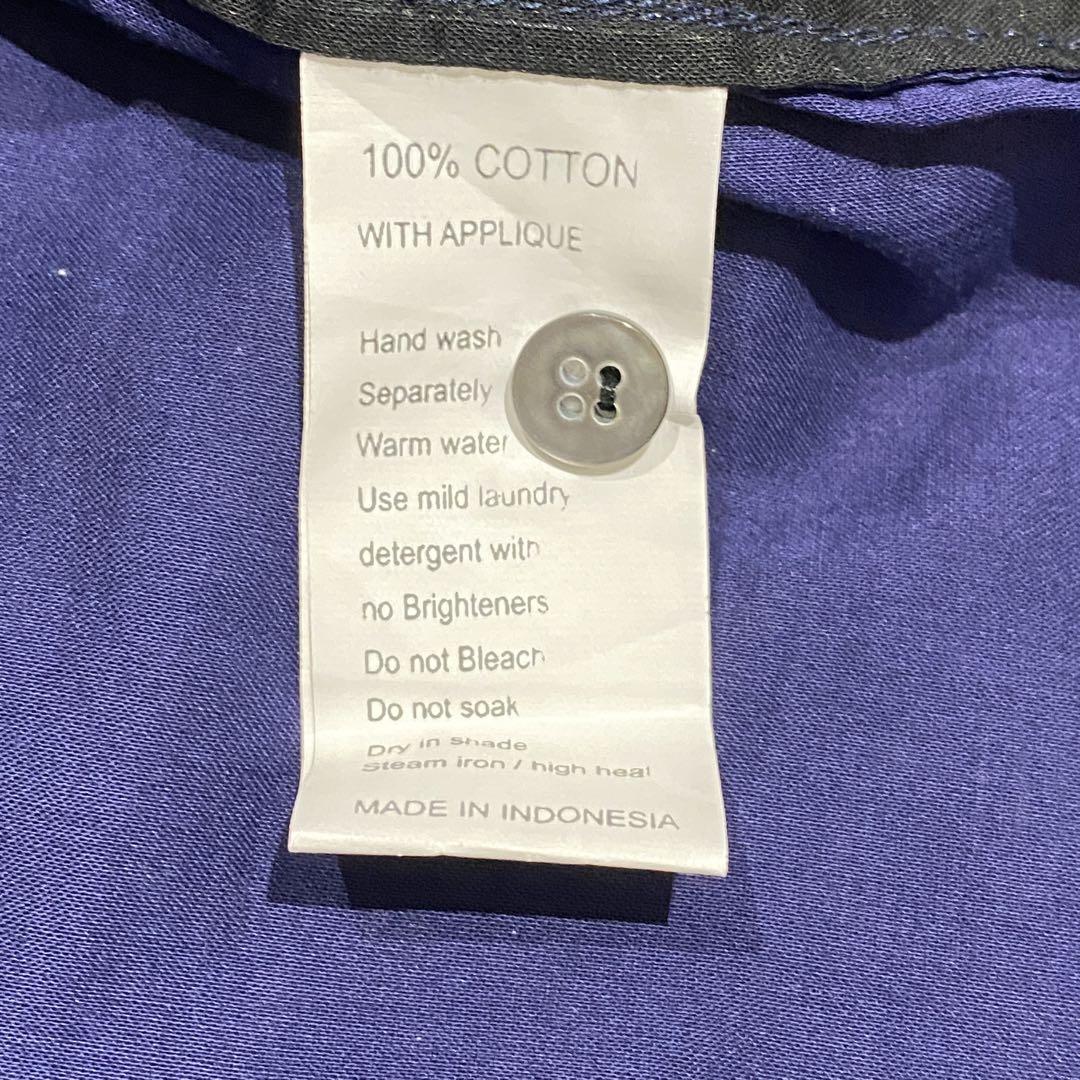 100% COTTON
WITH APPLIQUE
Hand wash
Separately
Warm water
Use mild laundry
detergent with
no Brighteners
Do not Bleach
Do not soak
Dry in Shade
Steam iron / high heat
MADE IN INDONESIA